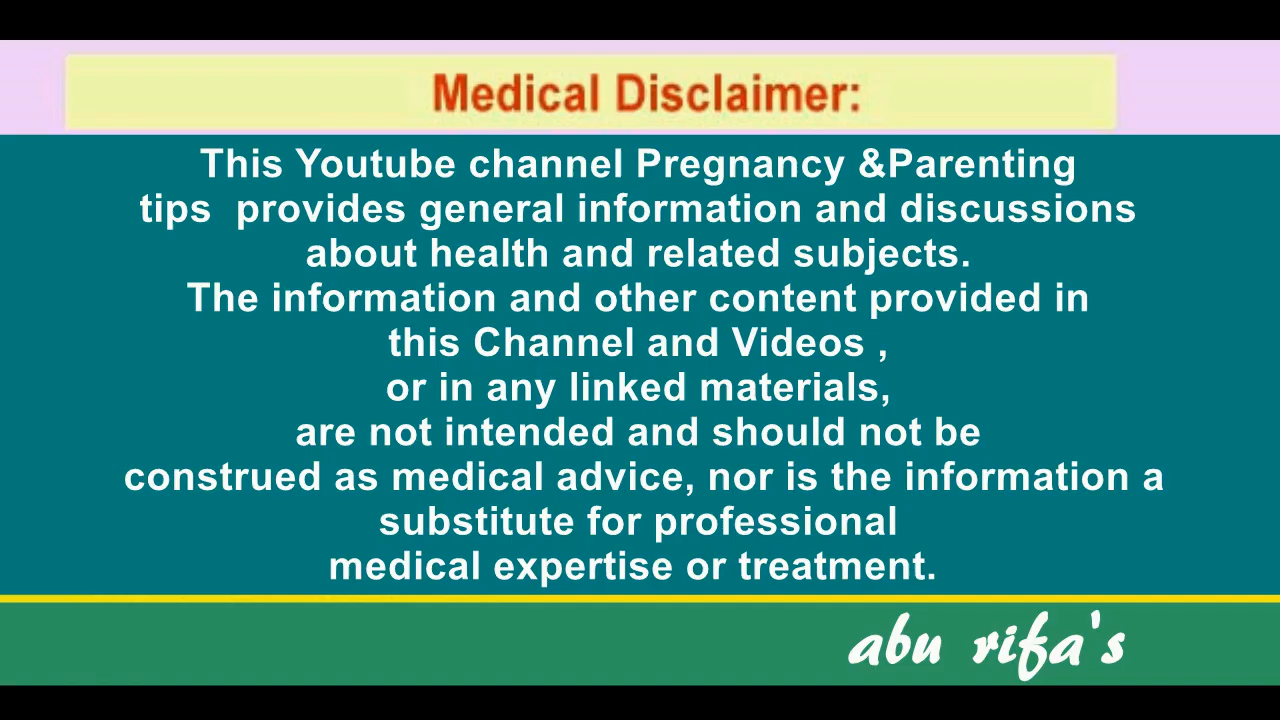 Medical Disclaimer:
This Youtube channel Pregnancy &Parenting
tips  provides general information and discussions
about health and related subjects.
The information and other content provided in
this Channel and Videos ,
or in any linked materials,
are not intended and should not be
construed as medical advice, nor is the information a
substitute for professional
medical expertise or treatment.
abu rifa's